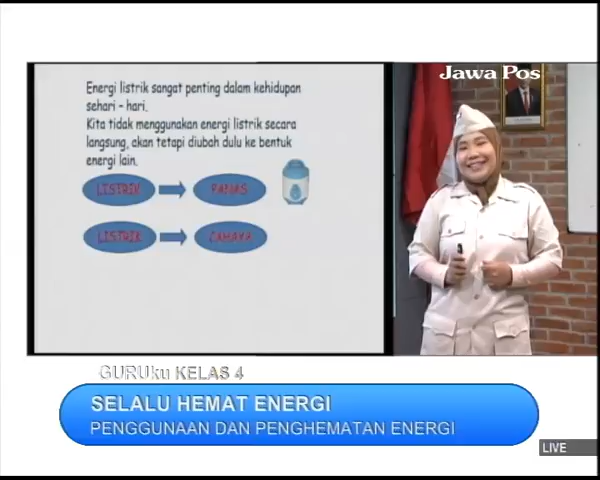 Jawa Pos
Energi listrik sangat penting dalam kehidupan
sehari – hari.
Kita tidak menggunakan energi listrik secara
langsung, akan tetapi diubah dulu ke bentuk
energi lain.
LISTRIK PANAS
LISTRIK CAHAYA
GURUku KELAS 4
SELALU HEMAT ENERGI
PENGGUNAAN DAN PENGHEMATAN ENERGI
LIVE